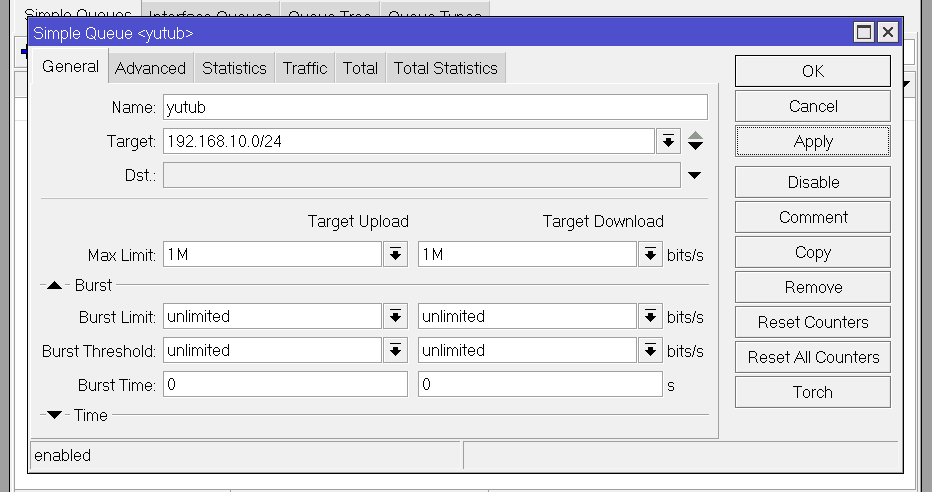 Simple Queues Interface Queues Queue Tree Queue Types
Simple Queue <yutub>
General Advanced Statistics Traffic Total Total Statistics
OK
Name: yutub
Cancel
Target: 192.168.10.0/24
Apply
Dst.:
Disable
Target Upload Target Download
Comment
Max Limit: 1M 1M bits/s
Copy
Burst
Remove
Burst Limit: unlimited unlimited bits/s
Reset Counters
Burst Threshold: unlimited unlimited bits/s
Reset All Counters
Burst Time: 0 0 s
Torch
Time
enabled